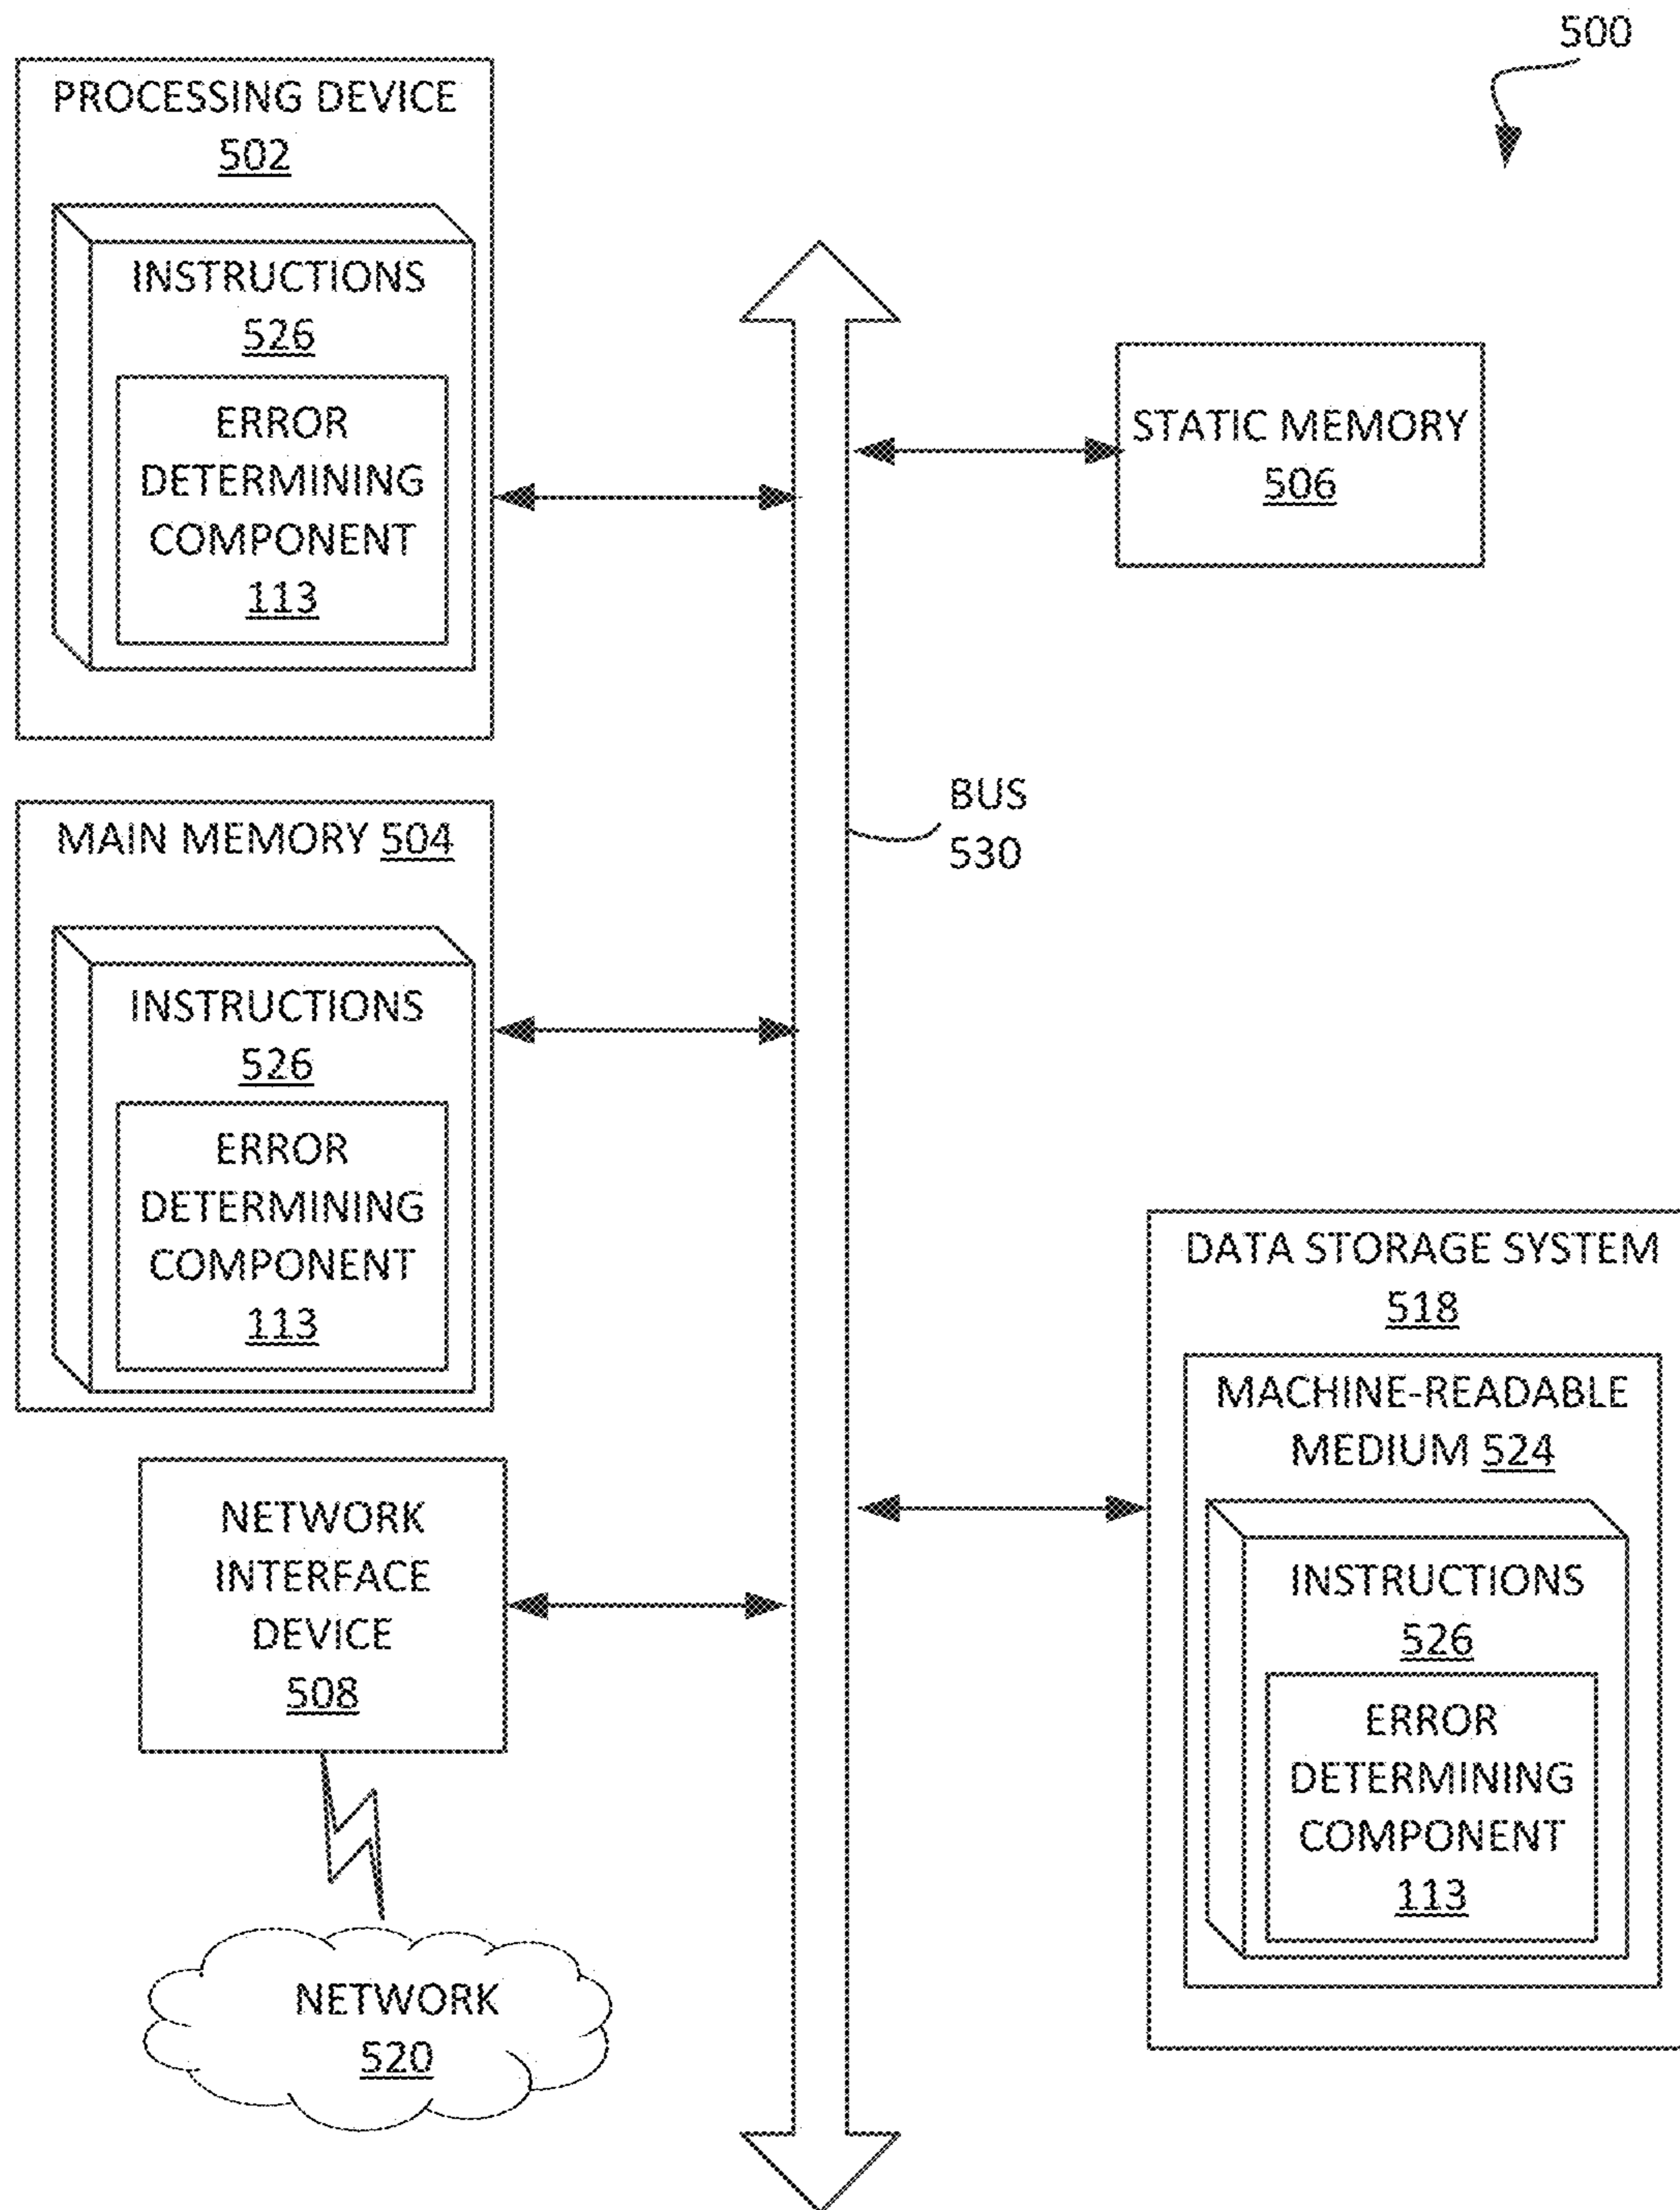 500
PROCESSING DEVICE
502
INSTRUCTIONS
526
ERROR
DETERMINING
COMPONENT
113
STATIC MEMORY
506
BUS
530
MAIN MEMORY 504
INSTRUCTIONS
526
ERROR
DETERMINING
COMPONENT
113
DATA STORAGE SYSTEM
518
MACHINE-READABLE
MEDIUM 524
INSTRUCTIONS
526
ERROR
DETERMINING
COMPONENT
113
NETWORK
INTERFACE
DEVICE
508
NETWORK
520